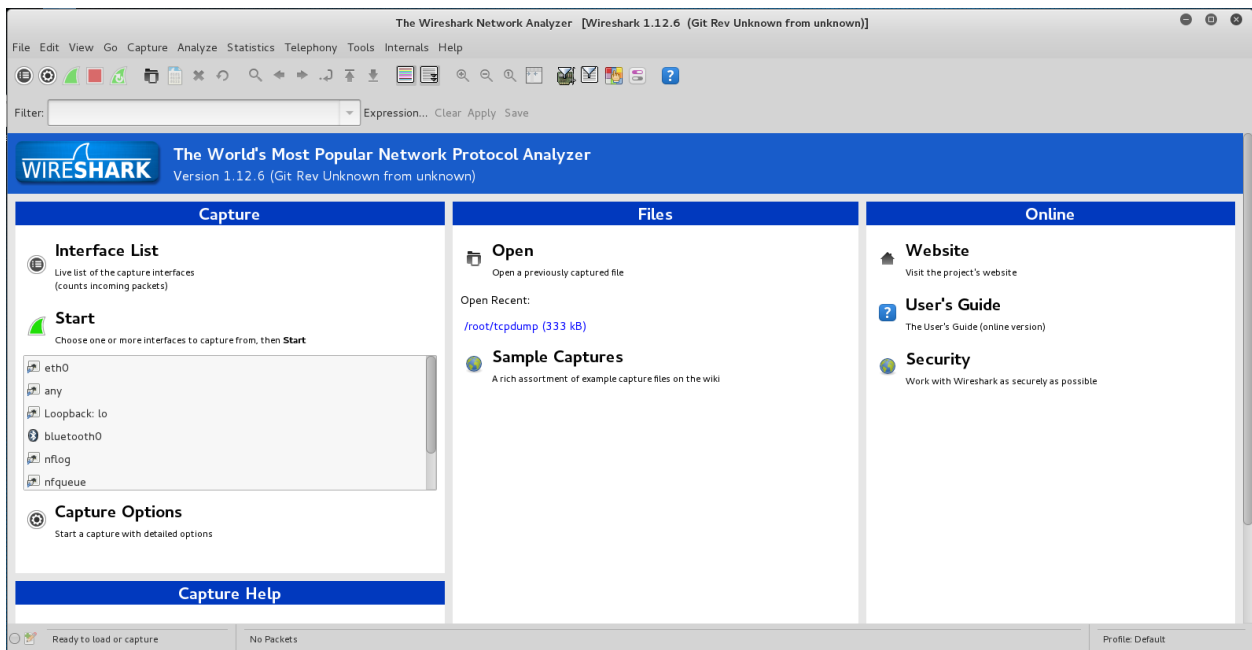 The Wireshark Network Analyzer [Wireshark 1.12.6 (Git Rev Unknown from unknown)]
File Edit View Go Capture Analyze Statistics Telephony Tools Internals Help
Filter:
Expression... Clear Apply Save
WIRESHARK
The World's Most Popular Network Protocol Analyzer
Version 1.12.6 (Git Rev Unknown from unknown)
Capture
Interface List
Live list of the capture interfaces
(counts incoming packets)
Start
Choose one or more interfaces to capture from, then Start
eth0
any
Loopback: lo
bluetooth0
nflog
nfqueue
Capture Options
Start a capture with detailed options
Capture Help
Files
Open
Open a previously captured file
Open Recent:
/root/tcpdump (333 kB)
Sample Captures
A rich assortment of example capture files on the wiki
Online
Website
Visit the project's website
User's Guide
The User's Guide (online version)
Security
Work with Wireshark as securely as possible
Ready to load or capture
No Packets
Profile: Default